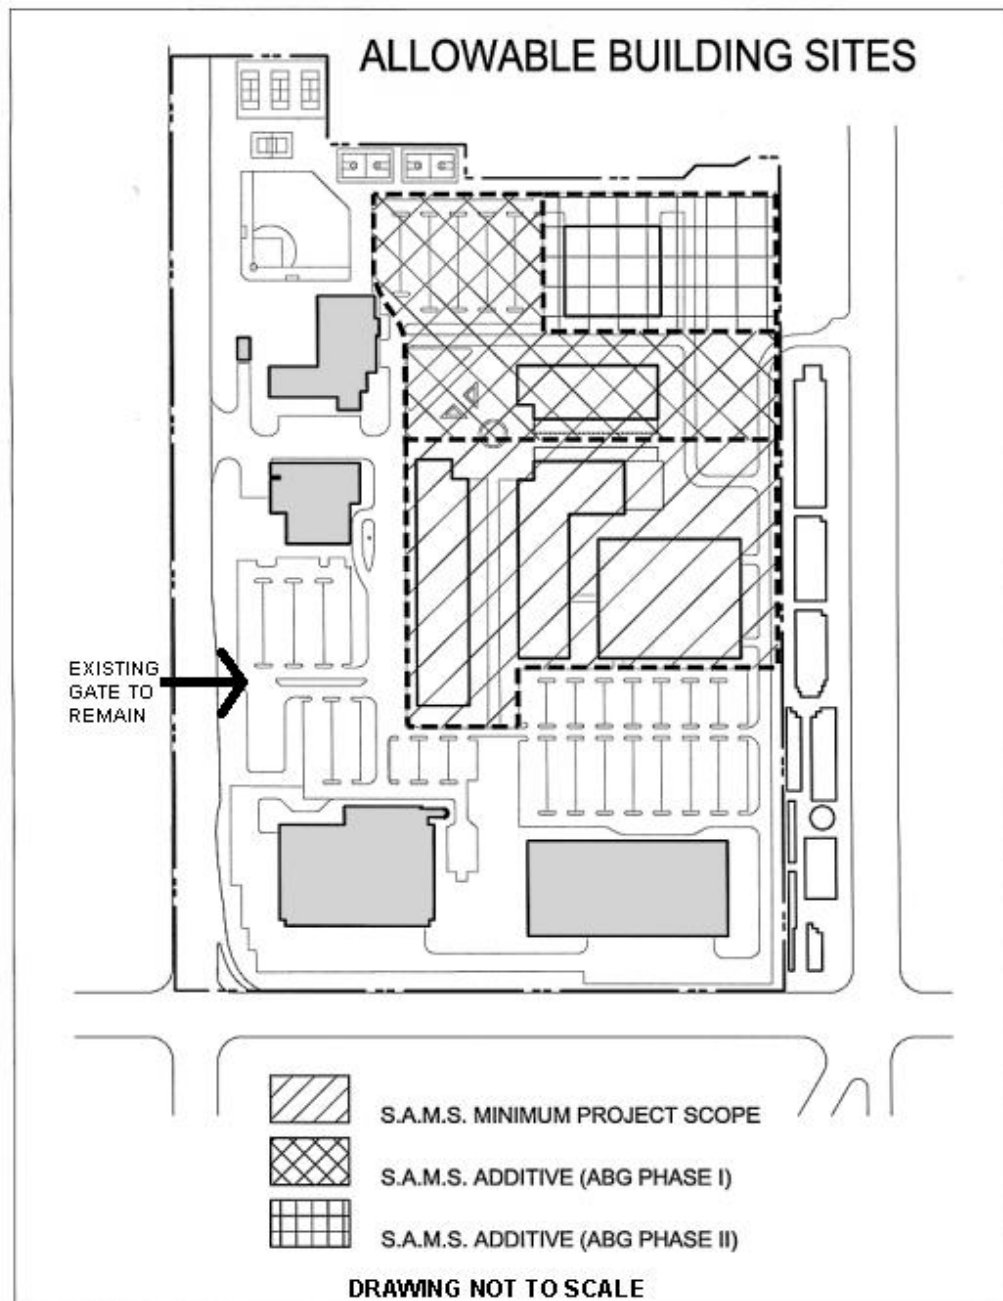 ALLOWABLE BUILDING SITES
EXISTING
GATE TO
REMAIN
S.A.M.S. MINIMUM PROJECT SCOPE
S.A.M.S. ADDITIVE (ABG PHASE I)
S.A.M.S. ADDITIVE (ABG PHASE II)
DRAWING NOT TO SCALE